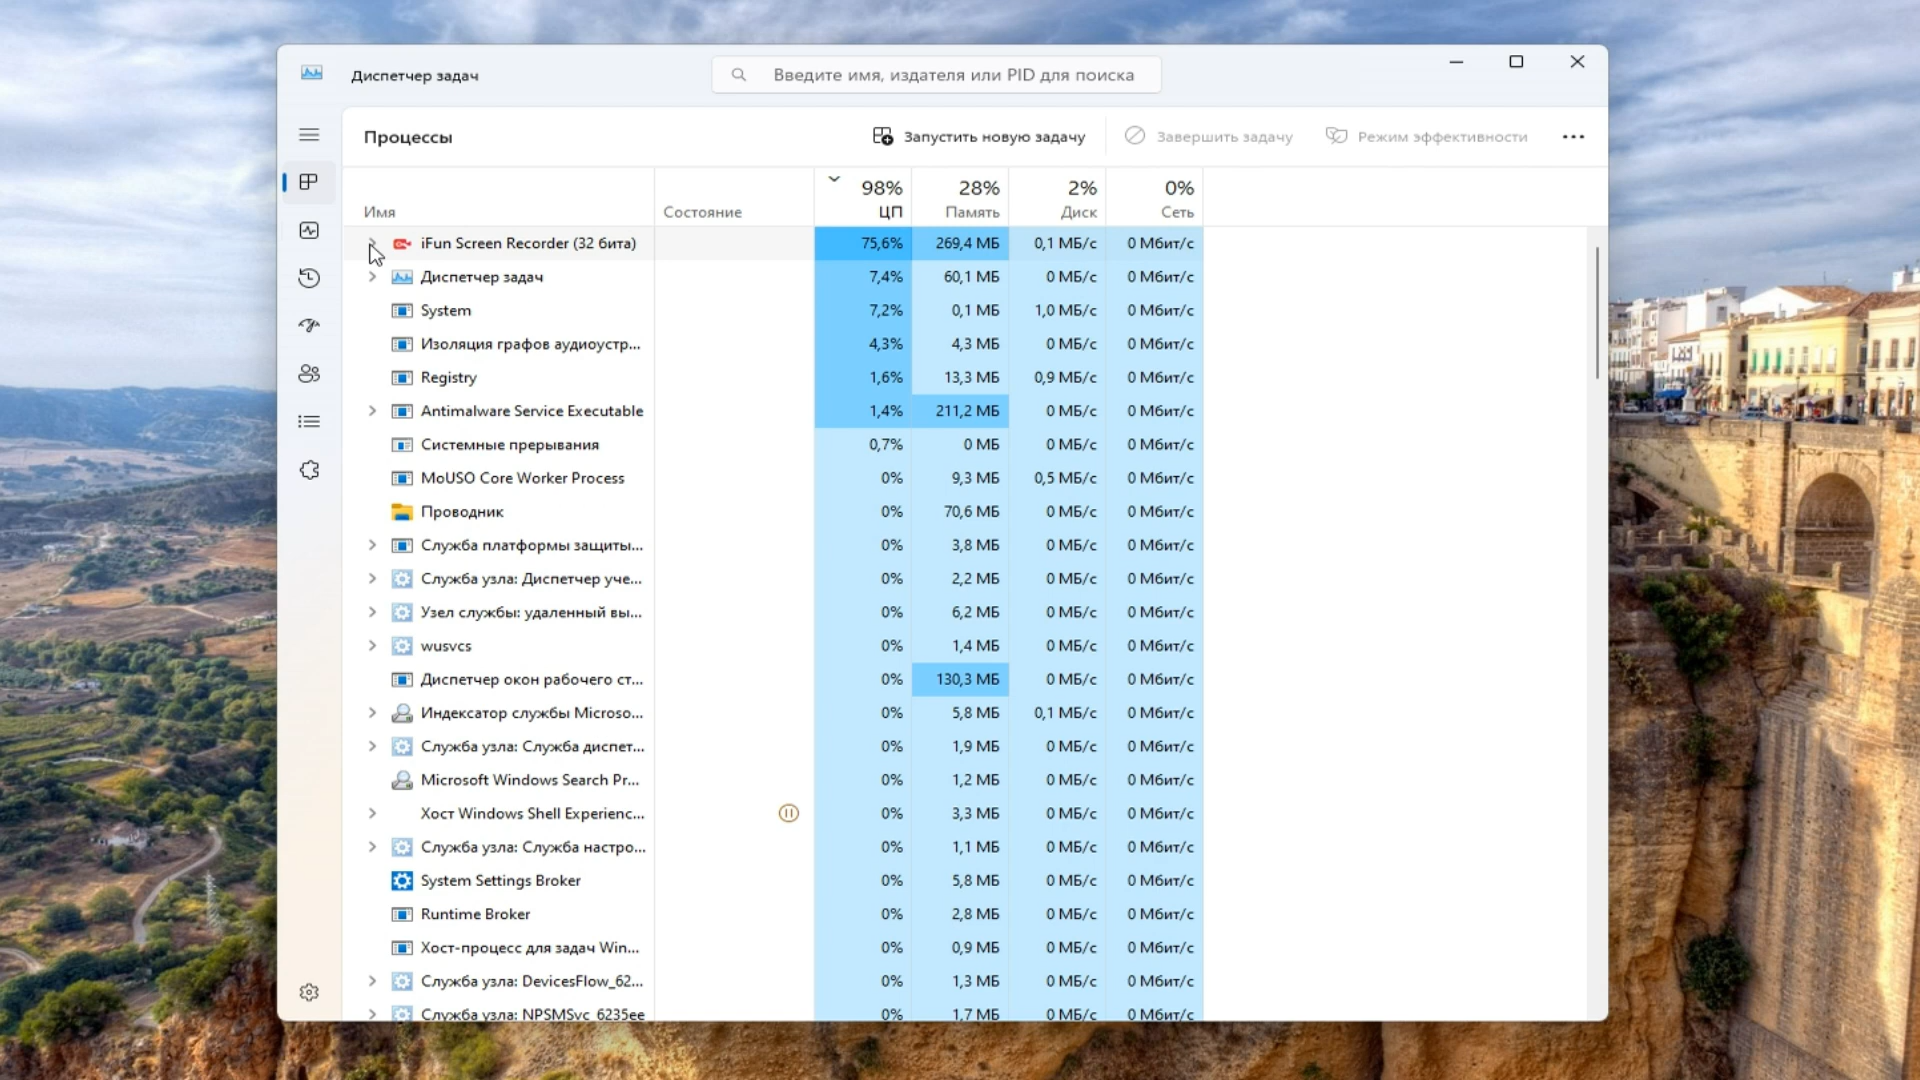 Диспетчер задач
Введите имя, издателя или PID для поиска
Процессы
Запустить новую задачу
Завершить задачу
Режим эффективности
98% 28% 2% 0%
Имя Состояние ЦП Память Диск Сеть
iFun Screen Recorder (32 бита) 75,6% 269,4 МБ 0,1 МБ/с 0 Мбит/с
Диспетчер задач 7,4% 60,1 МБ 0 МБ/с 0 Мбит/с
System 7,2% 0,1 МБ 1,0 МБ/с 0 Мбит/с
Изоляция графов аудиоустр... 4,3% 4,3 МБ 0 МБ/с 0 Мбит/с
Registry 1,6% 13,3 МБ 0,9 МБ/с 0 Мбит/с
Antimalware Service Executable 1,4% 211,2 МБ 0 МБ/с 0 Мбит/с
Системные прерывания 0,7% 0 МБ 0 МБ/с 0 Мбит/с
MoUSO Core Worker Process 0% 9,3 МБ 0,5 МБ/с 0 Мбит/с
Проводник 0% 70,6 МБ 0 МБ/с 0 Мбит/с
Служба платформы защиты... 0% 3,8 МБ 0 МБ/с 0 Мбит/с
Служба узла: Диспетчер уче... 0% 2,2 МБ 0 МБ/с 0 Мбит/с
Узел службы: удаленный вы... 0% 6,2 МБ 0 МБ/с 0 Мбит/с
wusvcs 0% 1,4 МБ 0 МБ/с 0 Мбит/с
Диспетчер окон рабочего ст... 0% 130,3 МБ 0 МБ/с 0 Мбит/с
Индексатор службы Microso... 0% 5,8 МБ 0,1 МБ/с 0 Мбит/с
Служба узла: Служба диспет... 0% 1,9 МБ 0 МБ/с 0 Мбит/с
Microsoft Windows Search Pr... 0% 1,2 МБ 0 МБ/с 0 Мбит/с
Хост Windows Shell Experienc... 0% 3,3 МБ 0 МБ/с 0 Мбит/с
Служба узла: Служба настро... 0% 1,1 МБ 0 МБ/с 0 Мбит/с
System Settings Broker 0% 5,8 МБ 0 МБ/с 0 Мбит/с
Runtime Broker 0% 2,8 МБ 0 МБ/с 0 Мбит/с
Хост-процесс для задач Win... 0% 0,9 МБ 0 МБ/с 0 Мбит/с
Служба узла: DevicesFlow_62... 0% 1,3 МБ 0 МБ/с 0 Мбит/с
Служба узла: NPSMSvc_6235ee 0% 1,7 МБ 0 МБ/с 0 Мбит/с